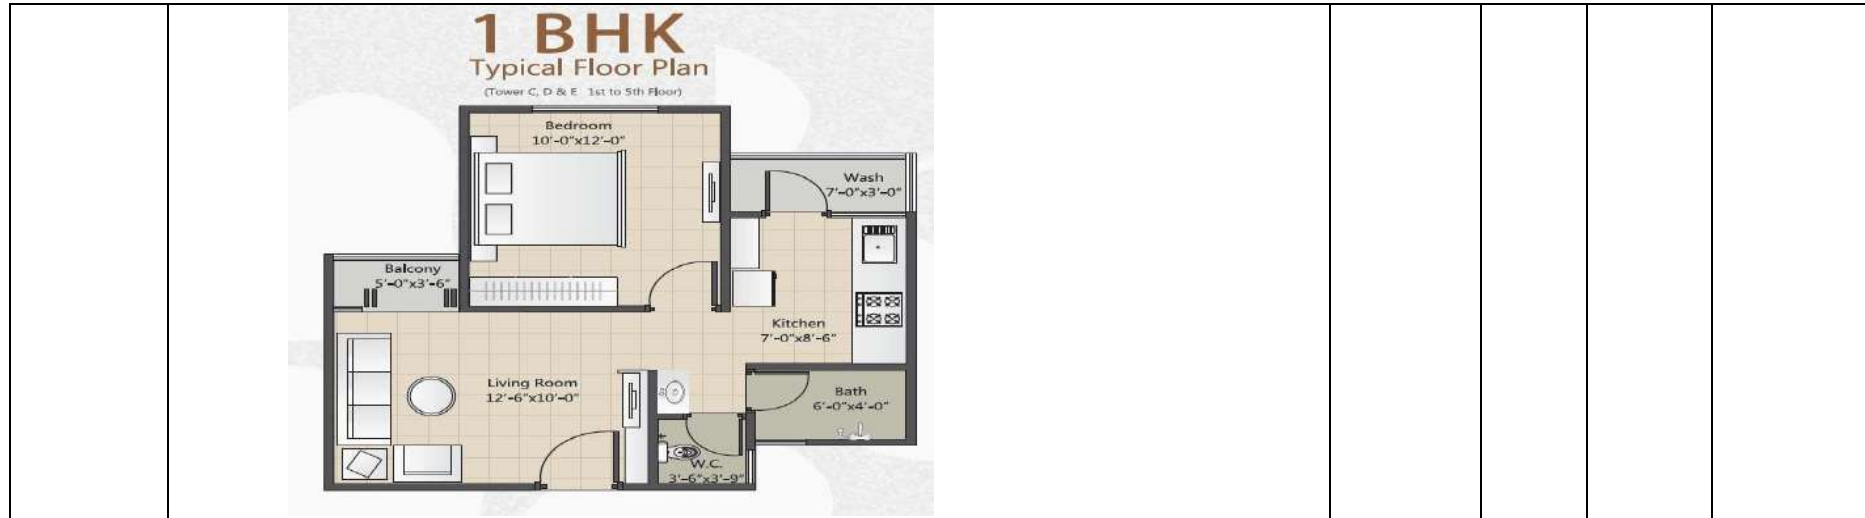 1 BHK
Typical Floor Plan
(Tower C, D & E 1st to 5th Floor)
Bedroom
10'-0"x12'-0"
Wash
7'-0"x3'-0"
Balcony
5'-0"x3'-6"
Kitchen
7'-0"x8'-6"
Living Room
12'-6"x10'-0"
Bath
6'-0"x4'-0"
W.C.
3'-6"x3'-9"